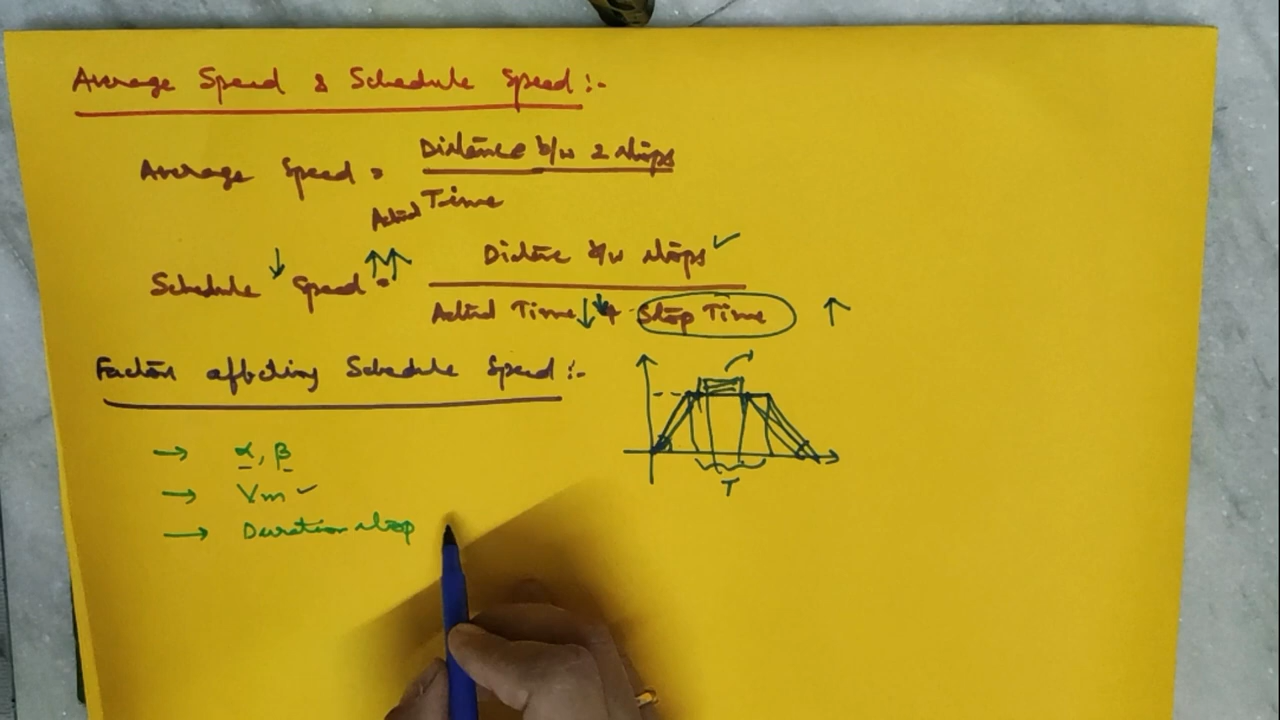 Average Speed & Schedule Speed :-
Average Speed = Distance b/w 2 stops
Actual Time
Schedule Speed = Distance b/w stops
Actual Time + Stop Time
Factors affecting Schedule Speed :-
→ α, β
→ Vm
→ Duration stop
T